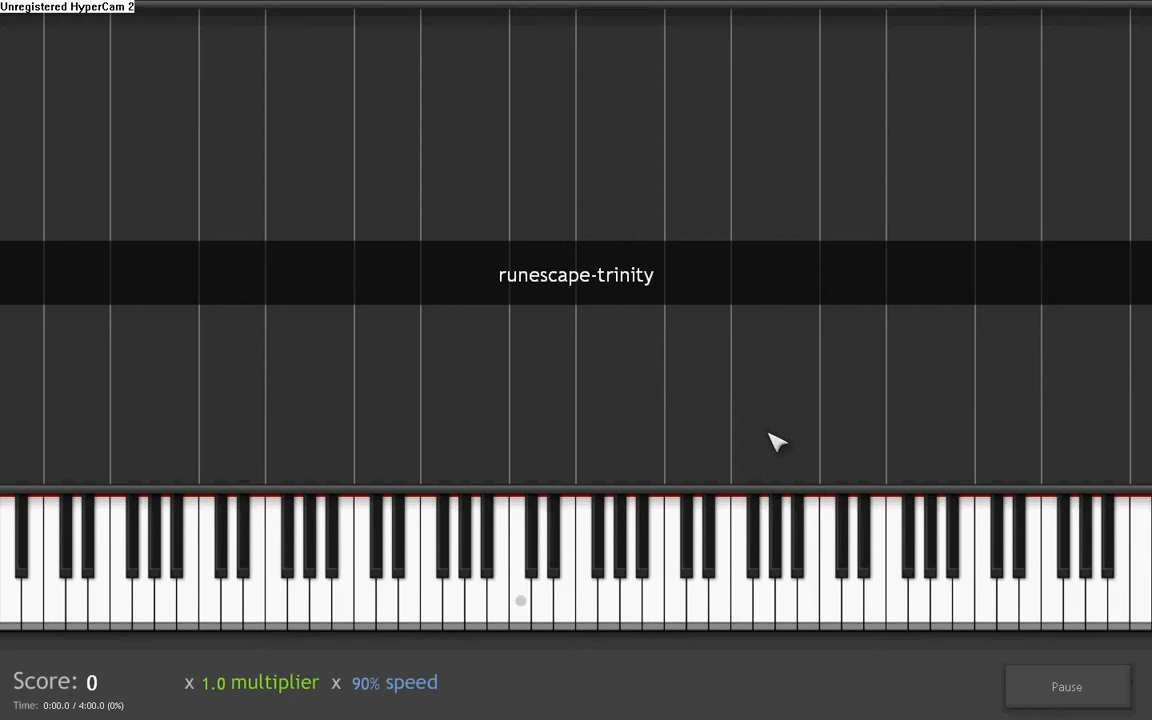 Unregistered HyperCam 2
runescape-trinity
Score: 0 x 1.0 multiplier x 90% speed
Pause
Time: 0:00.0 / 4:00.0 (0%)